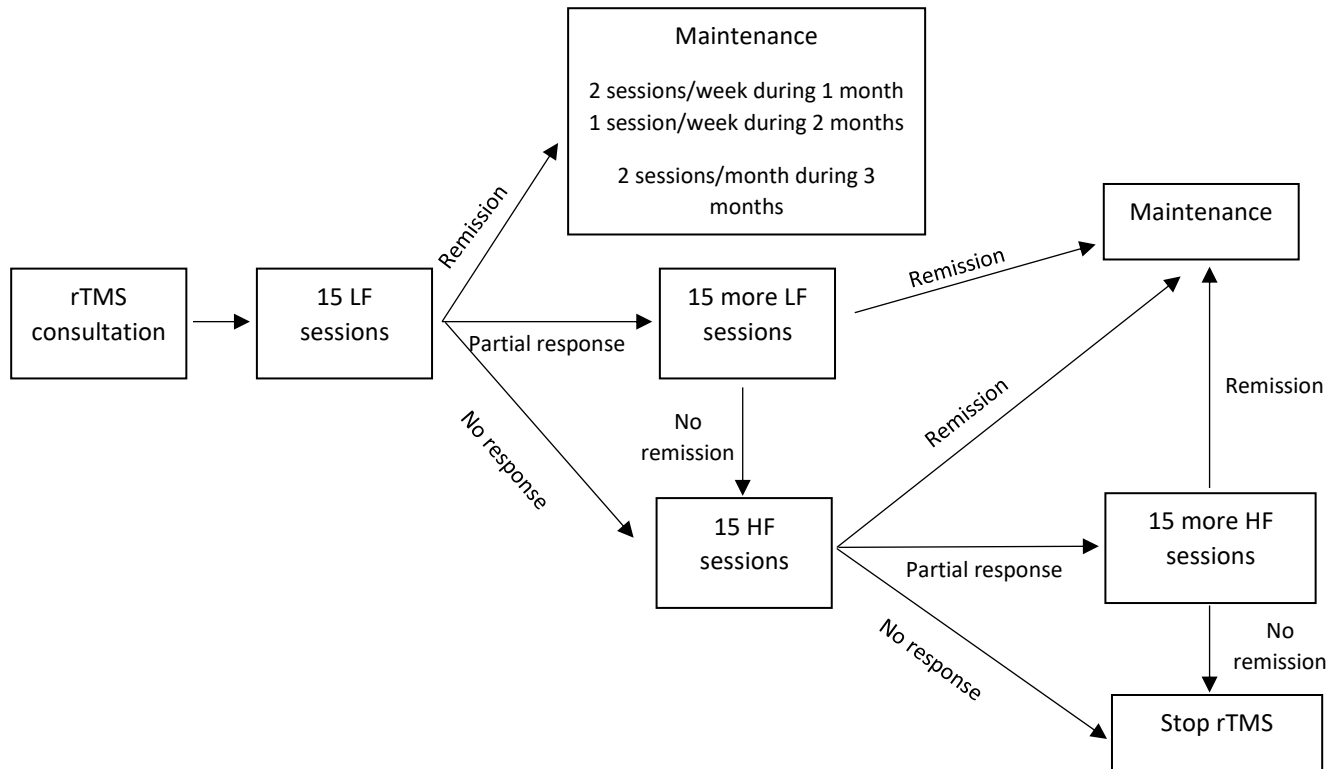 Maintenance
2 sessions/week during 1 month
1 session/week during 2 months
2 sessions/month during 3
months
Remission
rTMS
consultation
15 LF
sessions
Partial response
No response
15 more LF
sessions
Remission
Maintenance
No
remission
15 HF
sessions
Remission
Partial response
No response
15 more HF
sessions
Remission
No
remission
Stop rTMS